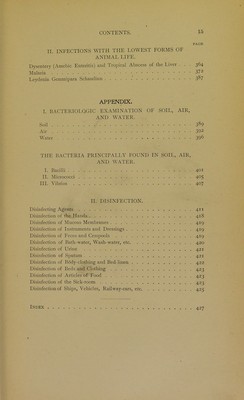 CONTENTS. 15
PAGE
II. INFECTIONS WITH THE LOWEST FORMS OF
ANIMAL LIFE.
Dysentery (Amœbic Enteritis) and Tropical Abscess of the Liver . . 364
Malaria . . . 372
Leydenia Gemmipara Schaudinn . . . 387
APPENDIX.
I. BACTERIOLOGIC EXAMINATION OF SOIL, AIR,
AND WATER.
Soil . . . 389
Air . . . 392
Water . . . 396
THE BACTERIA PRINCIPALLY FOUND IN SOIL, AIR,
AND WATER.
I. Bacilli . . . 401
II. Micrococci . . . 405
III. Vibrios . . . 407
II. DISINFECTION.
Disinfecting Agents . . . 411
Disinfection of the Hands . . . 418
Disinfection of Mucous Membranes . . . 419
Disinfection of Instruments and Dressings . . . 419
Disinfection of Feces and Cesspools . . . 419
Disinfection of Bath-water, Wash-water, etc. . . . 420
Disinfection of Urine . . . 421
Disinfection of Sputum . . . 421
Disinfection of Body-clothing and Bed-linen . . . 422
Disinfection of Beds and Clothing . . . 423
Disinfection of Articles of Food . . . 423
Disinfection of the Sick-room . . . 423
Disinfection of Ships, Vehicles, Railway-cars, etc. . . . 425
INDEX . . . 427